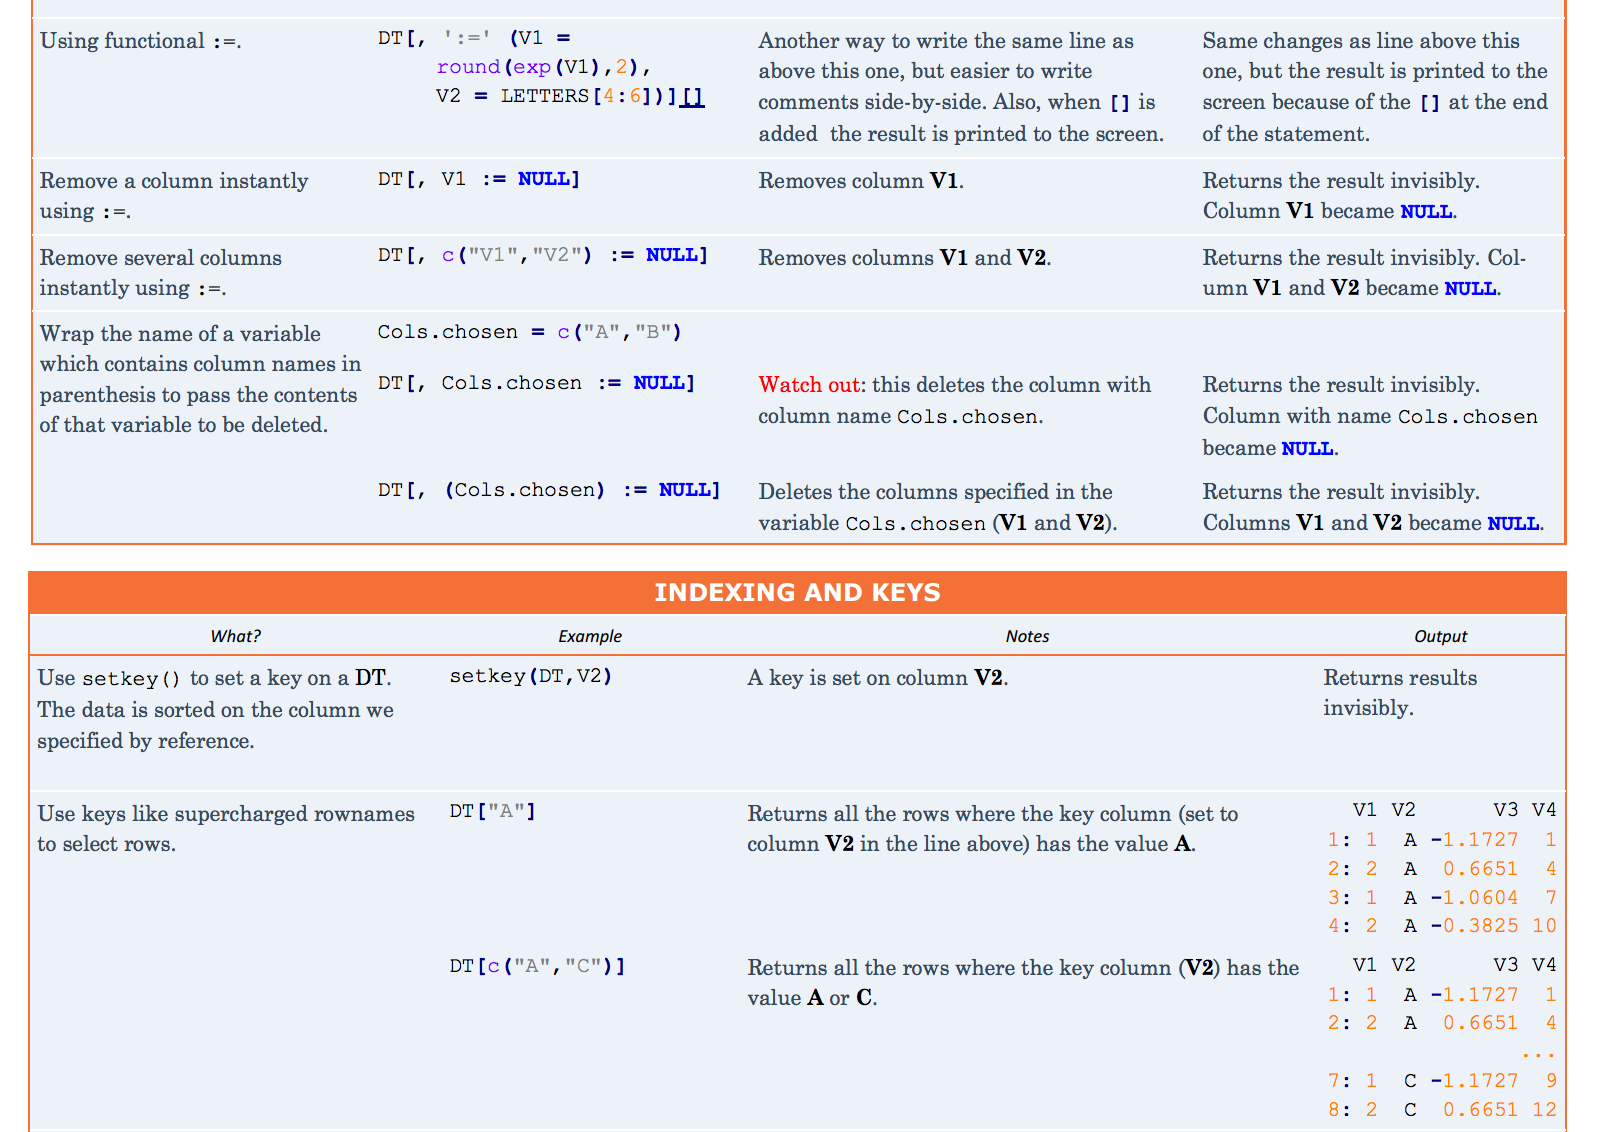 Using functional :=.
DT[, ':=' (V1 =
round(exp(V1),2),
V2 = LETTERS[4:6])][]
Another way to write the same line as
above this one, but easier to write
comments side-by-side. Also, when [] is
added the result is printed to the screen.
Same changes as line above this
one, but the result is printed to the
screen because of the [] at the end
of the statement.
Remove a column instantly
using :=.
DT[, V1 := NULL]
Removes column V1.
Returns the result invisibly.
Column V1 became NULL.
Remove several columns
instantly using :=.
DT[, c("V1","V2") := NULL]
Removes columns V1 and V2.
Returns the result invisibly. Col-
umn V1 and V2 became NULL.
Wrap the name of a variable
which contains column names in
parenthesis to pass the contents
of that variable to be deleted.
Cols.chosen = c("A","B")
DT[, Cols.chosen := NULL]
Watch out: this deletes the column with
column name Cols.chosen.
Returns the result invisibly.
Column with name Cols.chosen
became NULL.
DT[, (Cols.chosen) := NULL]
Deletes the columns specified in the
variable Cols.chosen (V1 and V2).
Returns the result invisibly.
Columns V1 and V2 became NULL.
INDEXING AND KEYS
What? Example Notes Output
Use setkey() to set a key on a DT.
The data is sorted on the column we
specified by reference.
setkey(DT,V2)
A key is set on column V2.
Returns results
invisibly.
Use keys like supercharged rownames
to select rows.
DT["A"]
Returns all the rows where the key column (set to
column V2 in the line above) has the value A.
V1 V2 V3 V4
1: 1 A -1.1727 1
2: 2 A 0.6651 4
3: 1 A -1.0604 7
4: 2 A -0.3825 10
DT[c("A","C")]
Returns all the rows where the key column (V2) has the
value A or C.
V1 V2 V3 V4
1: 1 A -1.1727 1
2: 2 A 0.6651 4
...
7: 1 C -1.1727 9
8: 2 C 0.6651 12